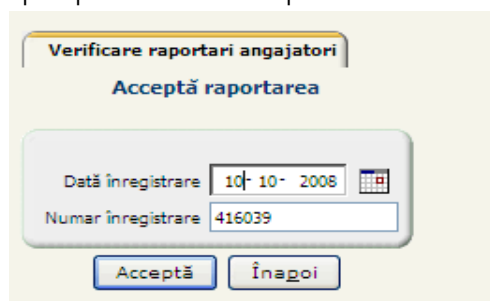 Verificare raportari angajatori
Acceptă raportarea
Dată înregistrare 10- 10- 2008
Numar înregistrare 416039
Acceptă Înapoi